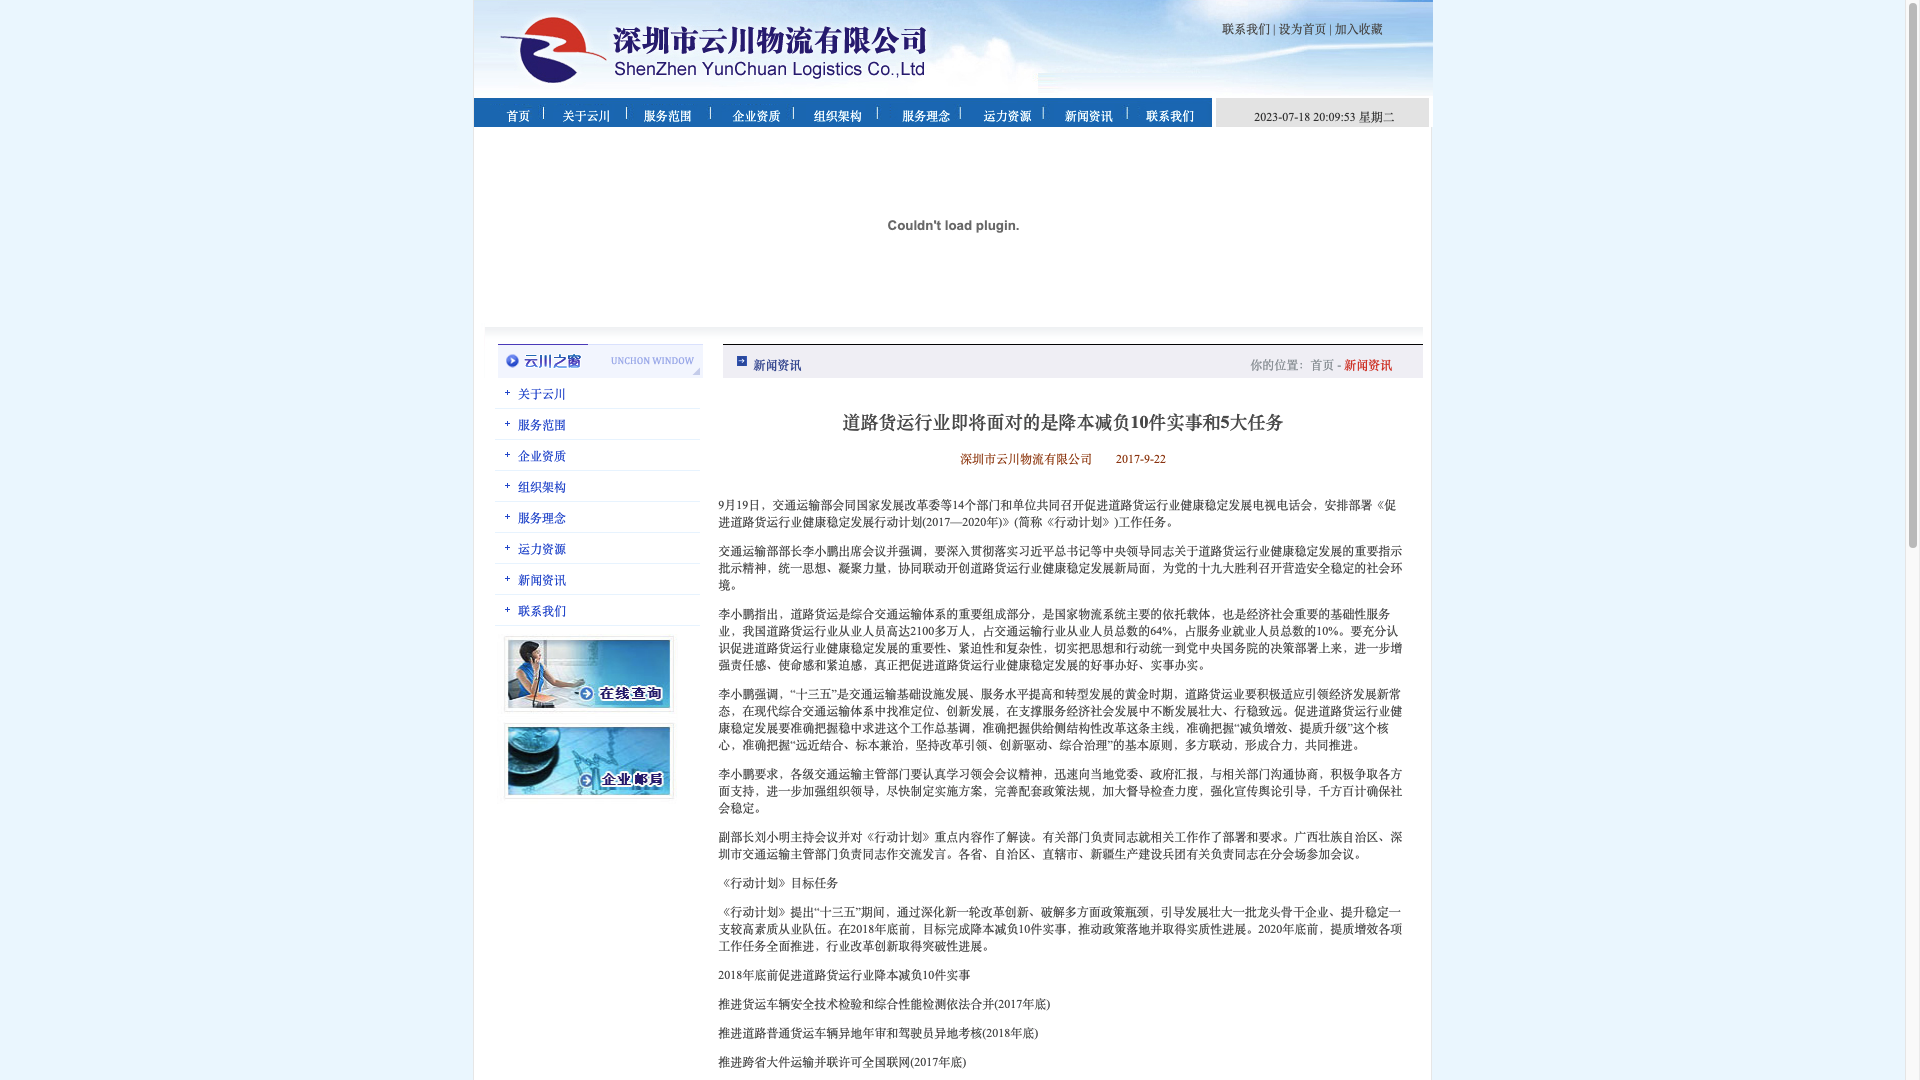 深圳市云川物流有限公司
ShenZhen YunChuan Logistics Co.,Ltd
联系我们 | 设为首页 | 加入收藏
首页 关于云川 服务范围 企业资质 组织架构 服务理念 运力资源 新闻资讯 联系我们
2023-07-18 20:09:53 星期二
Couldn't load plugin.
云川之窗 UNCHON WINDOW
关于云川
服务范围
企业资质
组织架构
服务理念
运力资源
新闻资讯
联系我们
在线查询
企业邮局
新闻资讯
你的位置：首页 - 新闻资讯
道路货运行业即将面对的是降本减负10件实事和5大任务
深圳市云川物流有限公司 2017-9-22
9月19日，交通运输部会同国家发展改革委等14个部门和单位共同召开促进道路货运行业健康稳定发展电视电话会，安排部署《促
进道路货运行业健康稳定发展行动计划(2017—2020年)》(简称《行动计划》)工作任务。
交通运输部部长李小鹏出席会议并强调，要深入贯彻落实习近平总书记等中央领导同志关于道路货运行业健康稳定发展的重要指示
批示精神，统一思想、凝聚力量，协同联动开创道路货运行业健康稳定发展新局面，为党的十九大胜利召开营造安全稳定的社会环
境。
李小鹏指出，道路货运是综合交通运输体系的重要组成部分，是国家物流系统主要的依托载体，也是经济社会重要的基础性服务
业，我国道路货运行业从业人员高达2100多万人，占交通运输行业从业人员总数的64%，占服务业就业人员总数的10%。要充分认
识促进道路货运行业健康稳定发展的重要性、紧迫性和复杂性，切实把思想和行动统一到党中央国务院的决策部署上来，进一步增
强责任感、使命感和紧迫感，真正把促进道路货运行业健康稳定发展的好事办好、实事办实。
李小鹏强调，“十三五”是交通运输基础设施发展、服务水平提高和转型发展的黄金时期，道路货运业要积极适应引领经济发展新常
态，在现代综合交通运输体系中找准定位、创新发展，在支撑服务经济社会发展中不断发展壮大、行稳致远。促进道路货运行业健
康稳定发展要准确把握稳中求进这个工作总基调，准确把握供给侧结构性改革这条主线，准确把握“减负增效、提质升级”这个核
心，准确把握“远近结合、标本兼治，坚持改革引领、创新驱动、综合治理”的基本原则，多方联动，形成合力，共同推进。
李小鹏要求，各级交通运输主管部门要认真学习领会会议精神，迅速向当地党委、政府汇报，与相关部门沟通协商，积极争取各方
面支持，进一步加强组织领导，尽快制定实施方案，完善配套政策法规，加大督导检查力度，强化宣传舆论引导，千方百计确保社
会稳定。
副部长刘小明主持会议并对《行动计划》重点内容作了解读。有关部门负责同志就相关工作作了部署和要求。广西壮族自治区、深
圳市交通运输主管部门负责同志作交流发言。各省、自治区、直辖市、新疆生产建设兵团有关负责同志在分会场参加会议。
《行动计划》目标任务
《行动计划》提出“十三五”期间，通过深化新一轮改革创新、破解多方面政策瓶颈，引导发展壮大一批龙头骨干企业、提升稳定一
支较高素质从业队伍。在2018年底前，目标完成降本减负10件实事，推动政策落地并取得实质性进展。2020年底前，提质增效各项
工作任务全面推进，行业改革创新取得突破性进展。
2018年底前促进道路货运行业降本减负10件实事
推进货运车辆安全技术检验和综合性能检测依法合并(2017年底)
推进道路普通货运车辆异地年审和驾驶员异地考核(2018年底)
推进跨省大件运输并联许可全国联网(2017年底)